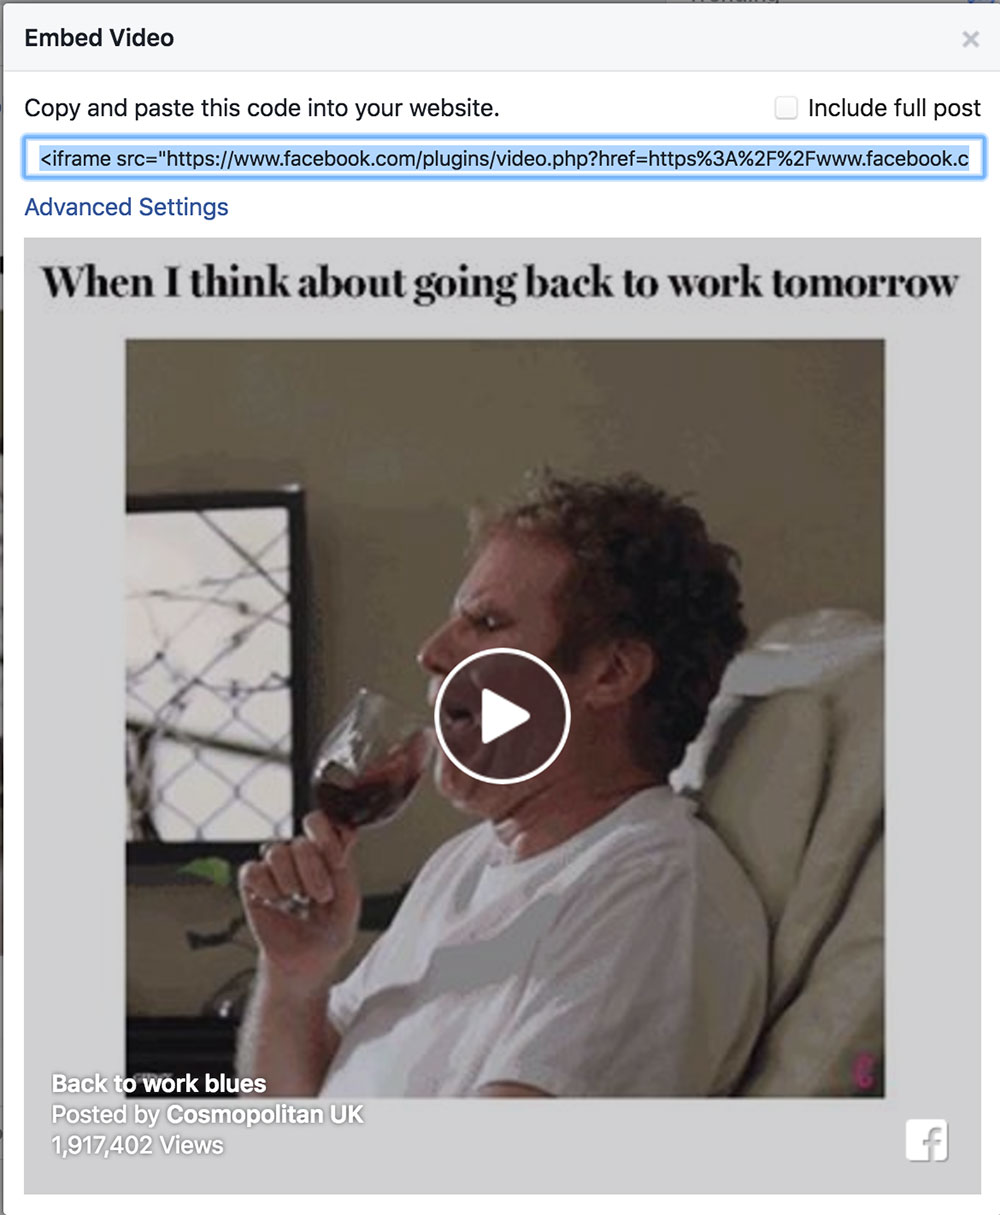 Embed Video
Copy and paste this code into your website.
Include full post
<iframe src="https://www.facebook.com/plugins/video.php?href=https%3A%2F%2Fwww.facebook.c
Advanced Settings
When I think about going back to work tomorrow
Back to work blues
Posted by Cosmopolitan UK
1,917,402 Views